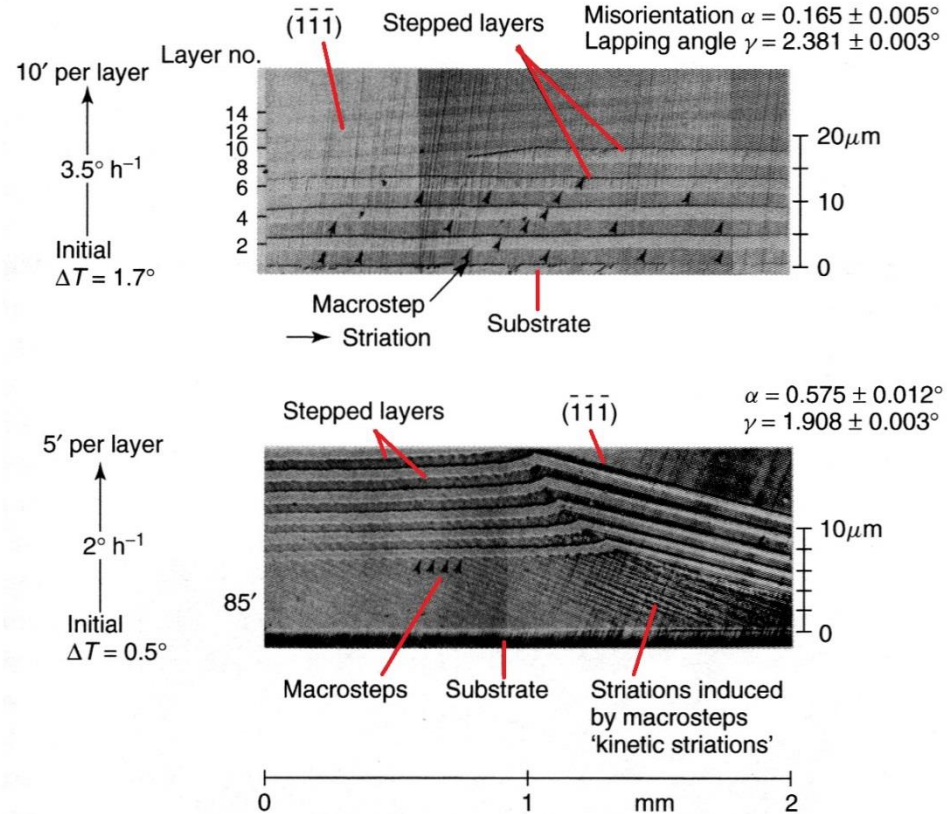 (1̄1̄1̄)
Stepped layers
Misorientation α = 0.165 ± 0.005°
Lapping angle γ = 2.381 ± 0.003°
Layer no.
10′ per layer
3.5° h⁻¹
Initial
ΔT = 1.7°
14
12
10
8
6
4
2
20μm
10
0
Macrostep
Striation
Substrate
α = 0.575 ± 0.012°
γ = 1.908 ± 0.003°
Stepped layers
(1̄1̄1̄)
5′ per layer
2° h⁻¹
Initial
ΔT = 0.5°
85′
10μm
0
Macrosteps
Substrate
Striations induced
by macrosteps
‘kinetic striations’
0
1
mm
2